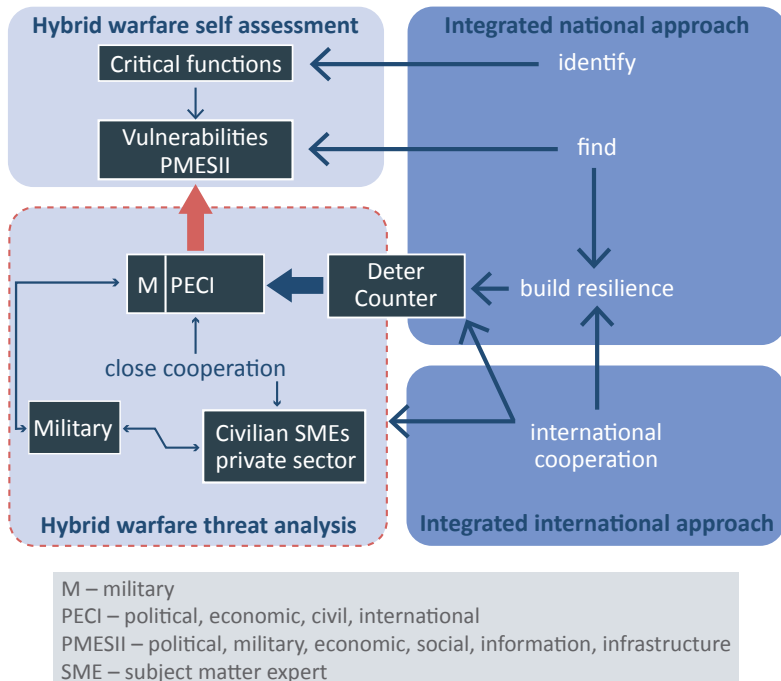 Hybrid warfare self assessment
Critical functions
Vulnerabilities
PMESII
Integrated national approach
identify
find
build resilience
Deter
Counter
M PECI
close cooperation
Military
Civilian SMEs
private sector
Hybrid warfare threat analysis
international
cooperation
Integrated international approach
M – military
PECI – political, economic, civil, international
PMESII – political, military, economic, social, information, infrastructure
SME – subject matter expert